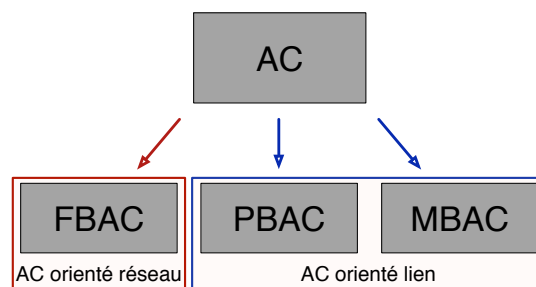 AC
FBAC
PBAC
MBAC
AC orienté réseau
AC orienté lien